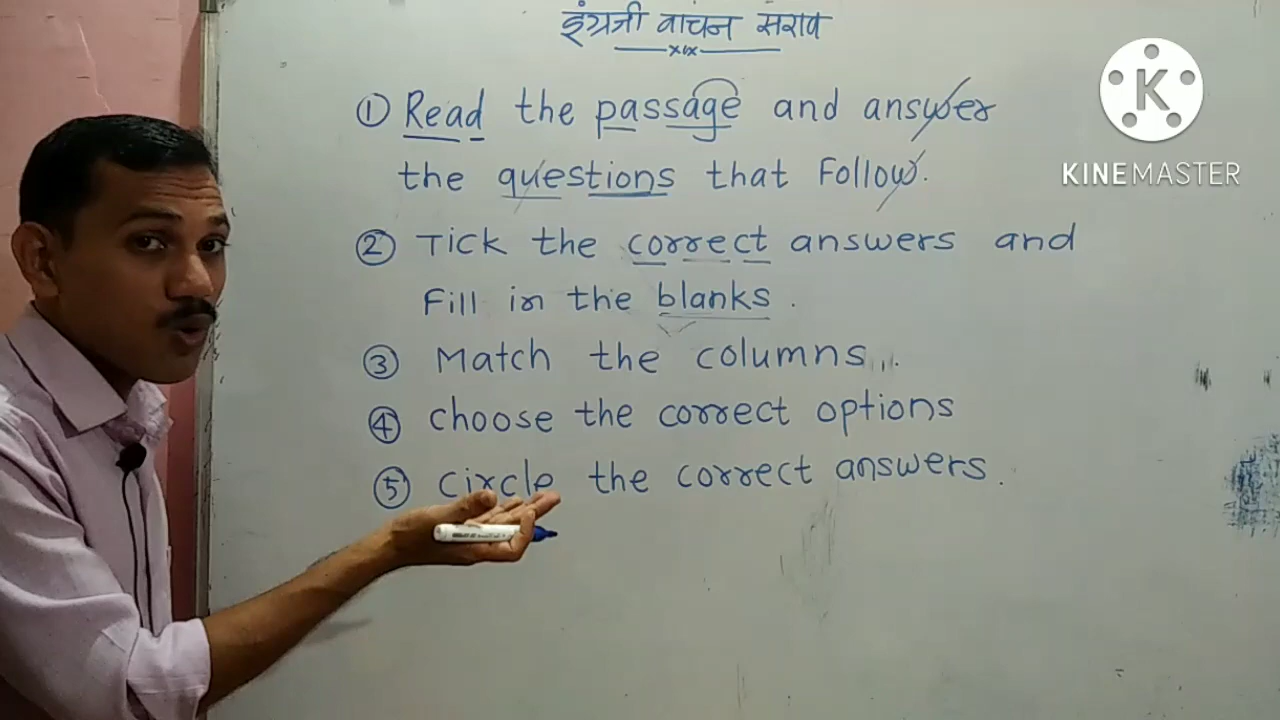 इंग्रजी वाचन सराव
① Read the passage and answer
the questions that Follow.
② Tick the correct answers and
Fill in the blanks.
③ Match the columns.
④ choose the correct options
⑤ circle the correct answers.
K
KINEMASTER